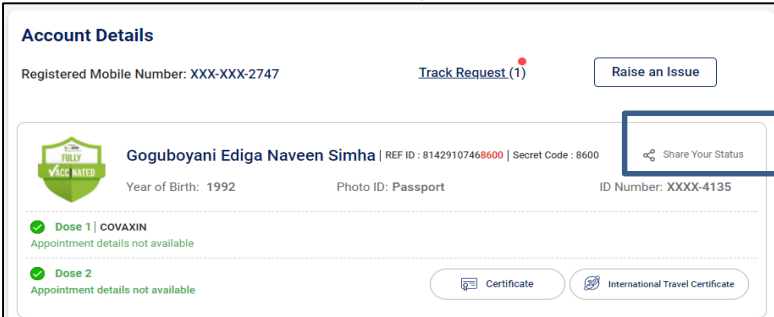 Account Details
Registered Mobile Number: XXX-XXX-2747
Track Request (1)
Raise an Issue
FULLY
VACCINATED
Goguboyani Ediga Naveen Simha | REF ID : 81429107468600 | Secret Code : 8600
Share Your Status
Year of Birth: 1992 Photo ID: Passport ID Number: XXXX-4135
Dose 1 | COVAXIN
Appointment details not available
Dose 2
Appointment details not available
Certificate
International Travel Certificate